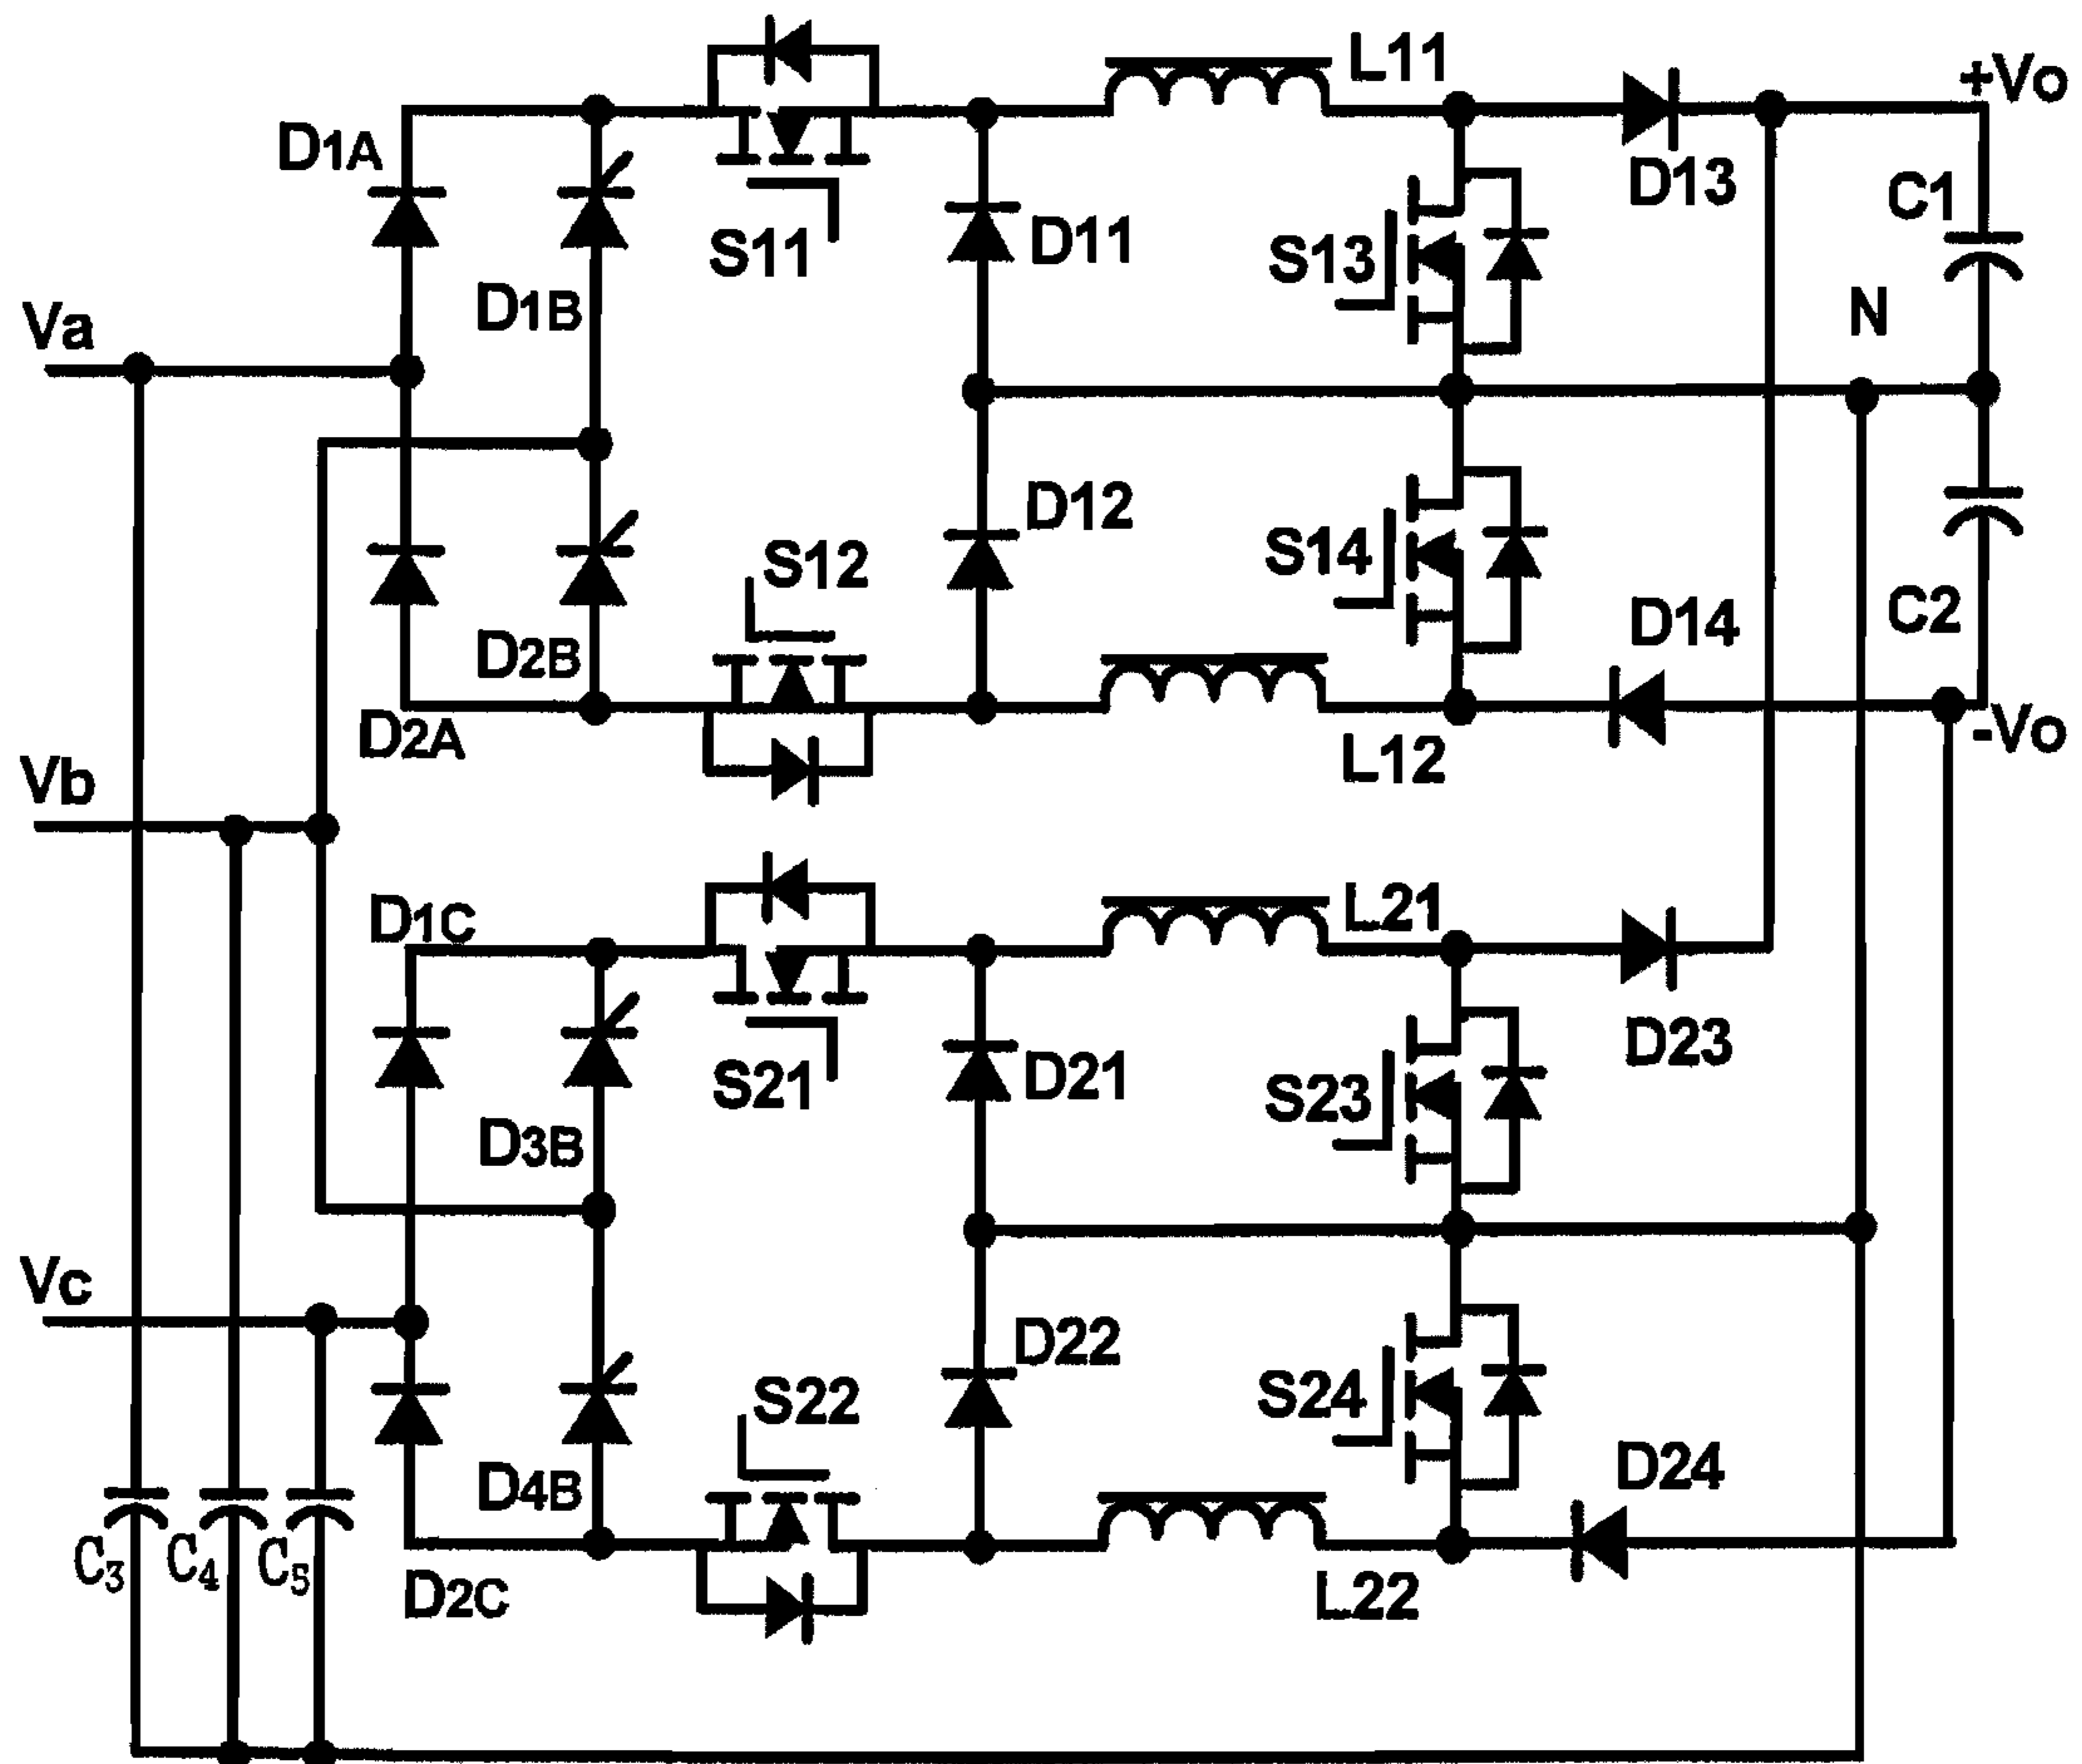 L11
+Vo
D1A
D13
C1
S11
D11
S13
D1B
N
Va
D12
S12
S14
D14
C2
D2B
D2A
L12
-Vo
Vb
D1C
L21
S21
D21
S23
D23
D3B
Vc
D22
S22
S24
D24
D4B
C3
C4
C5
D2C
L22